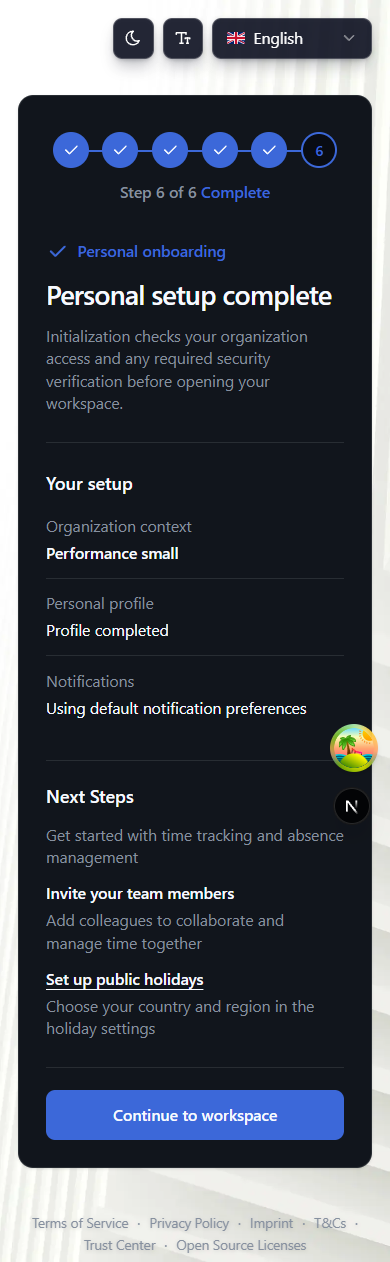 English
6
Step 6 of 6 Complete
Personal onboarding
Personal setup complete
Initialization checks your organization
access and any required security
verification before opening your
workspace.
Your setup
Organization context
Performance small
Personal profile
Profile completed
Notifications
Using default notification preferences
N
Next Steps
Get started with time tracking and absence
management
Invite your team members
Add colleagues to collaborate and
manage time together
Set up public holidays
Choose your country and region in the
holiday settings
Continue to workspace
Terms of Service · Privacy Policy · Imprint · T&Cs ·
Trust Center · Open Source Licenses